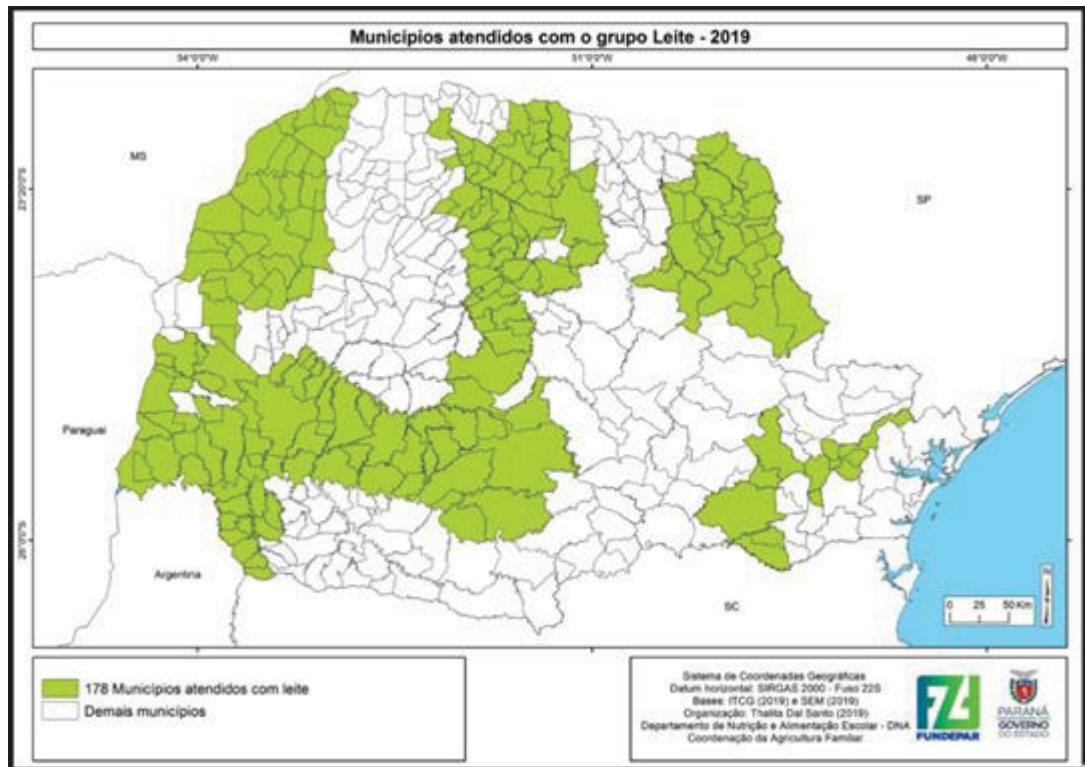 Municípios atendidos com o grupo Leite - 2019
54°0'0"W
51°0'0"W
48°0'0"W
MS
SP
23°20'0"S
Paraguai
26°0'0"S
Argentina
SC
0 25 50 Km
178 Municípios atendidos com leite
Demais municípios
Sistema de Coordenadas Geográficas
Datum horizontal: SIRGAS 2000 - Fuso 22S
Bases: ITCG (2019) e SEM (2019)
Organização: Thalita Dal Santo (2019)
Departamento de Nutrição e Alimentação Escolar - DNA
Coordenação da Agricultura Familiar
FUNDEPAR
PARANÁ
GOVERNO
DO ESTADO